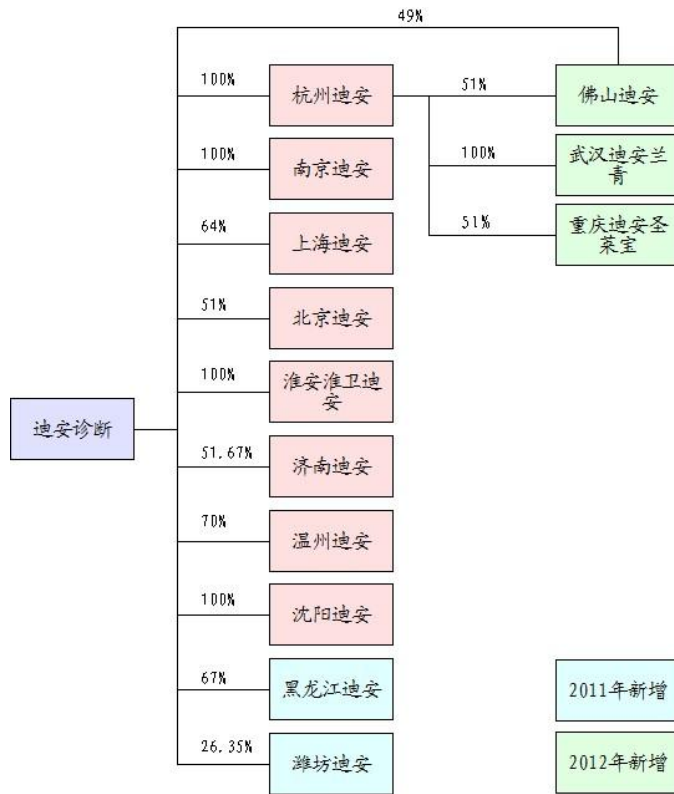 49%
100%
杭州迪安
51%
佛山迪安
100%
南京迪安
100%
武汉迪安兰
青
64%
上海迪安
51%
重庆迪安圣
莱宝
51%
北京迪安
100%
淮安淮卫迪
安
迪安诊断
51.67%
济南迪安
70%
温州迪安
100%
沈阳迪安
67%
黑龙江迪安
2011年新增
26.35%
潍坊迪安
2012年新增